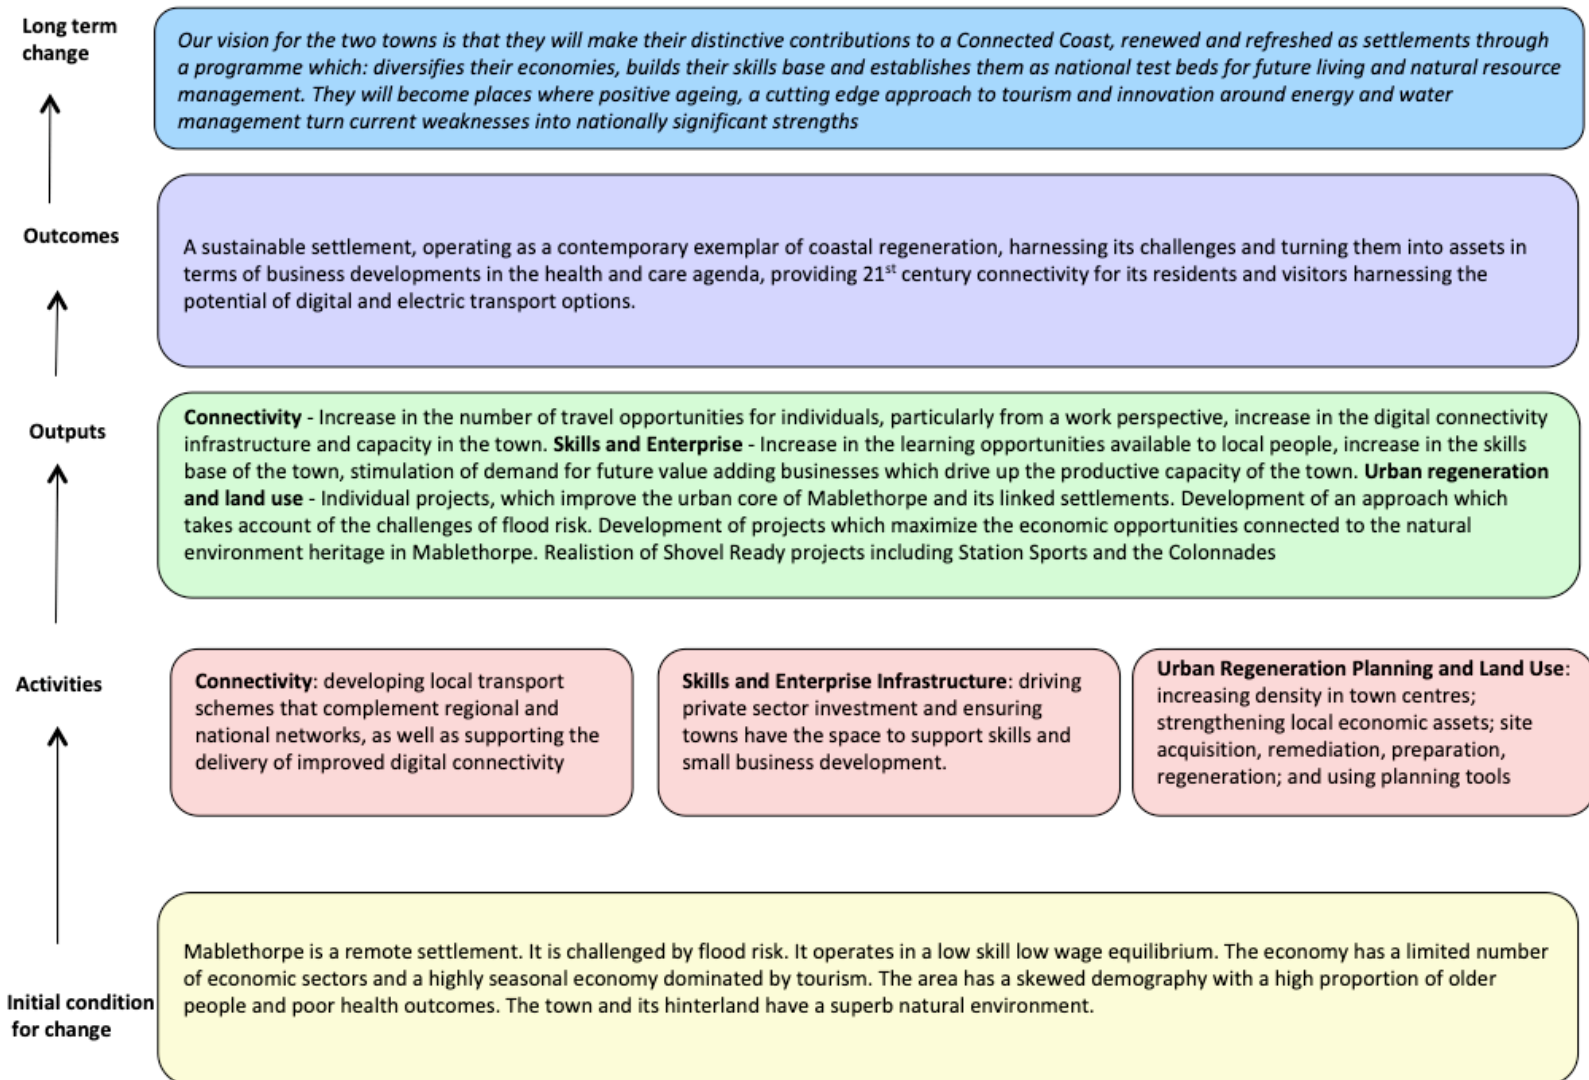 Long term
change
Our vision for the two towns is that they will make their distinctive contributions to a Connected Coast, renewed and refreshed as settlements through
a programme which: diversifies their economies, builds their skills base and establishes them as national test beds for future living and natural resource
management. They will become places where positive ageing, a cutting edge approach to tourism and innovation around energy and water
management turn current weaknesses into nationally significant strengths
Outcomes
A sustainable settlement, operating as a contemporary exemplar of coastal regeneration, harnessing its challenges and turning them into assets in
terms of business developments in the health and care agenda, providing 21st century connectivity for its residents and visitors harnessing the
potential of digital and electric transport options.
Outputs
Connectivity - Increase in the number of travel opportunities for individuals, particularly from a work perspective, increase in the digital connectivity
infrastructure and capacity in the town. Skills and Enterprise - Increase in the learning opportunities available to local people, increase in the skills
base of the town, stimulation of demand for future value adding businesses which drive up the productive capacity of the town. Urban regeneration
and land use - Individual projects, which improve the urban core of Mablethorpe and its linked settlements. Development of an approach which
takes account of the challenges of flood risk. Development of projects which maximize the economic opportunities connected to the natural
environment heritage in Mablethorpe. Realistion of Shovel Ready projects including Station Sports and the Colonnades
Activities
Connectivity: developing local transport
schemes that complement regional and
national networks, as well as supporting the
delivery of improved digital connectivity
Skills and Enterprise Infrastructure: driving
private sector investment and ensuring
towns have the space to support skills and
small business development.
Urban Regeneration Planning and Land Use:
increasing density in town centres;
strengthening local economic assets; site
acquisition, remediation, preparation,
regeneration; and using planning tools
Initial condition
for change
Mablethorpe is a remote settlement. It is challenged by flood risk. It operates in a low skill low wage equilibrium. The economy has a limited number
of economic sectors and a highly seasonal economy dominated by tourism. The area has a skewed demography with a high proportion of older
people and poor health outcomes. The town and its hinterland have a superb natural environment.